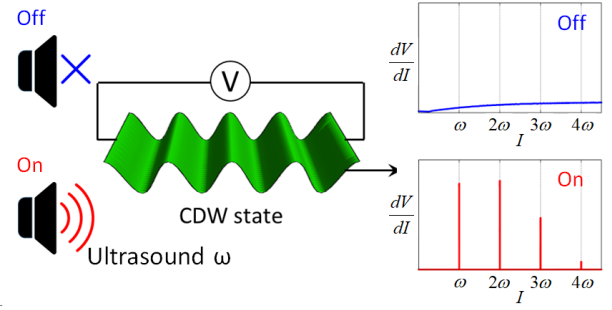 Off
V
On
CDW state
Ultrasound ω
dV
dI
Off
ω 2ω 3ω 4ω
I
dV
dI
On
ω 2ω 3ω 4ω
I